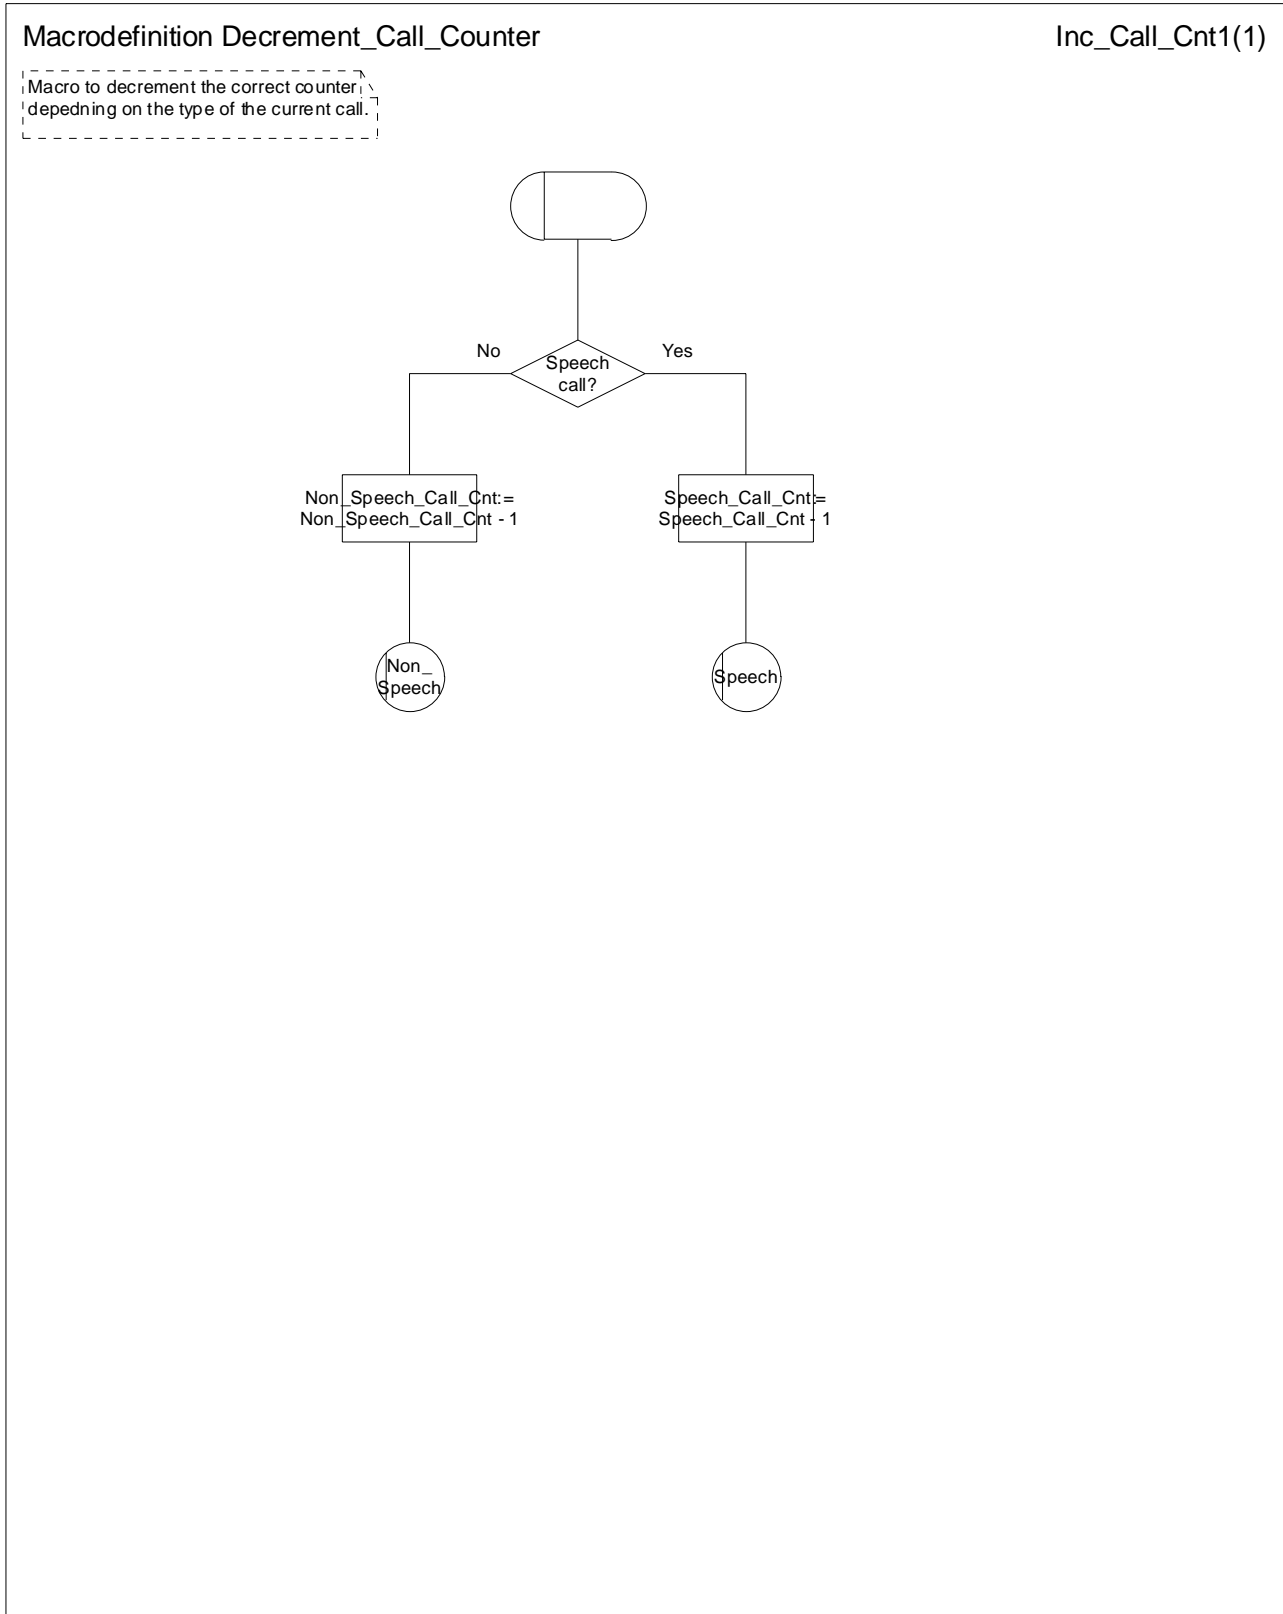 Macrodefinition Decrement_Call_Counter
Inc_Call_Cnt1(1)
Macro to decrement the correct counter
depedning on the type of the current call.
No
Yes
Speech
call?
Non_Speech_Call_Cnt:=
Non_Speech_Call_Cnt - 1
Speech_Call_Cnt:=
Speech_Call_Cnt - 1
Non_
Speech
Speech